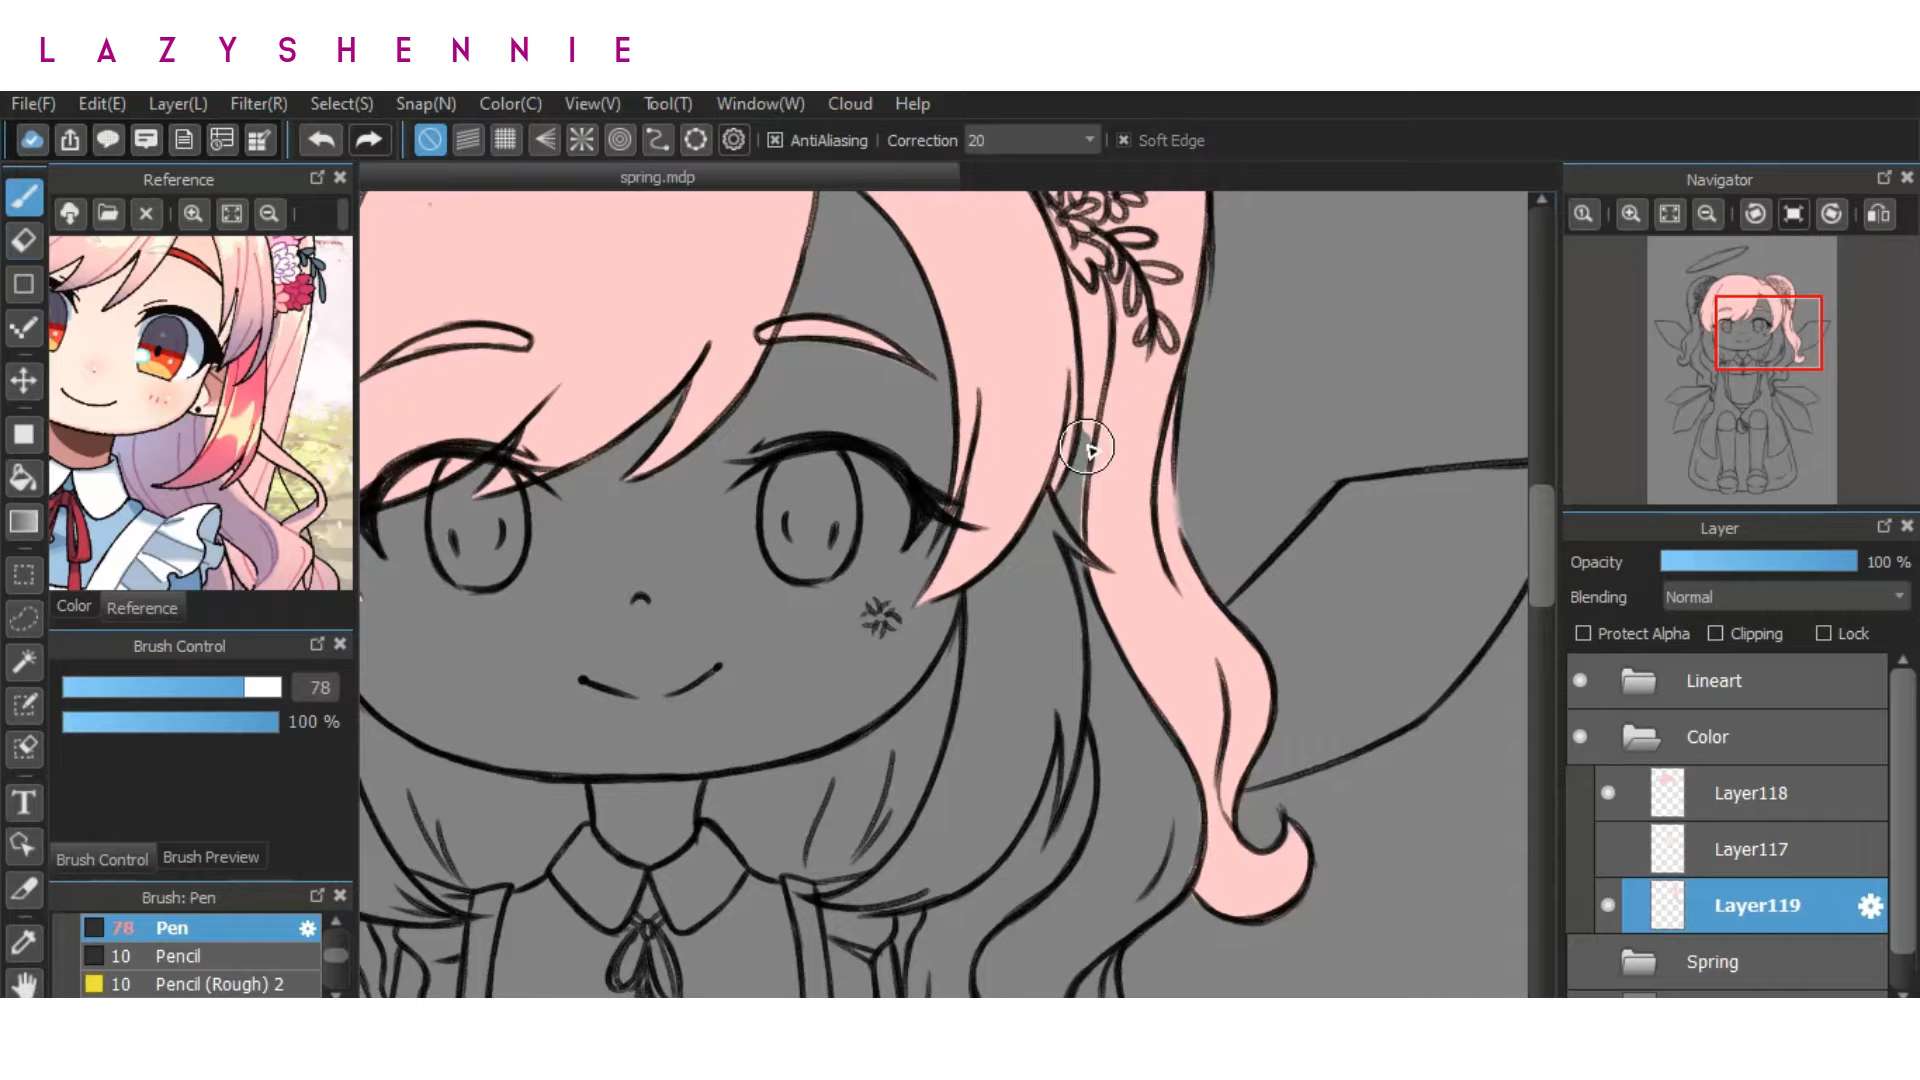 LAZYSHENNIE
File(F) Edit(E) Layer(L) Filter(R) Select(S) Snap(N) Color(C) View(V) Tool(T) Window(W) Cloud Help
AntiAliasing Correction 20 Soft Edge
Reference
spring.mdp
Navigator
Color Reference
Brush Control
78
100 %
Brush Control Brush Preview
Brush: Pen
78 Pen
10 Pencil
10 Pencil (Rough) 2
Layer
Opacity 100 %
Blending Normal
Protect Alpha Clipping Lock
Lineart
Color
Layer118
Layer117
Layer119
Spring